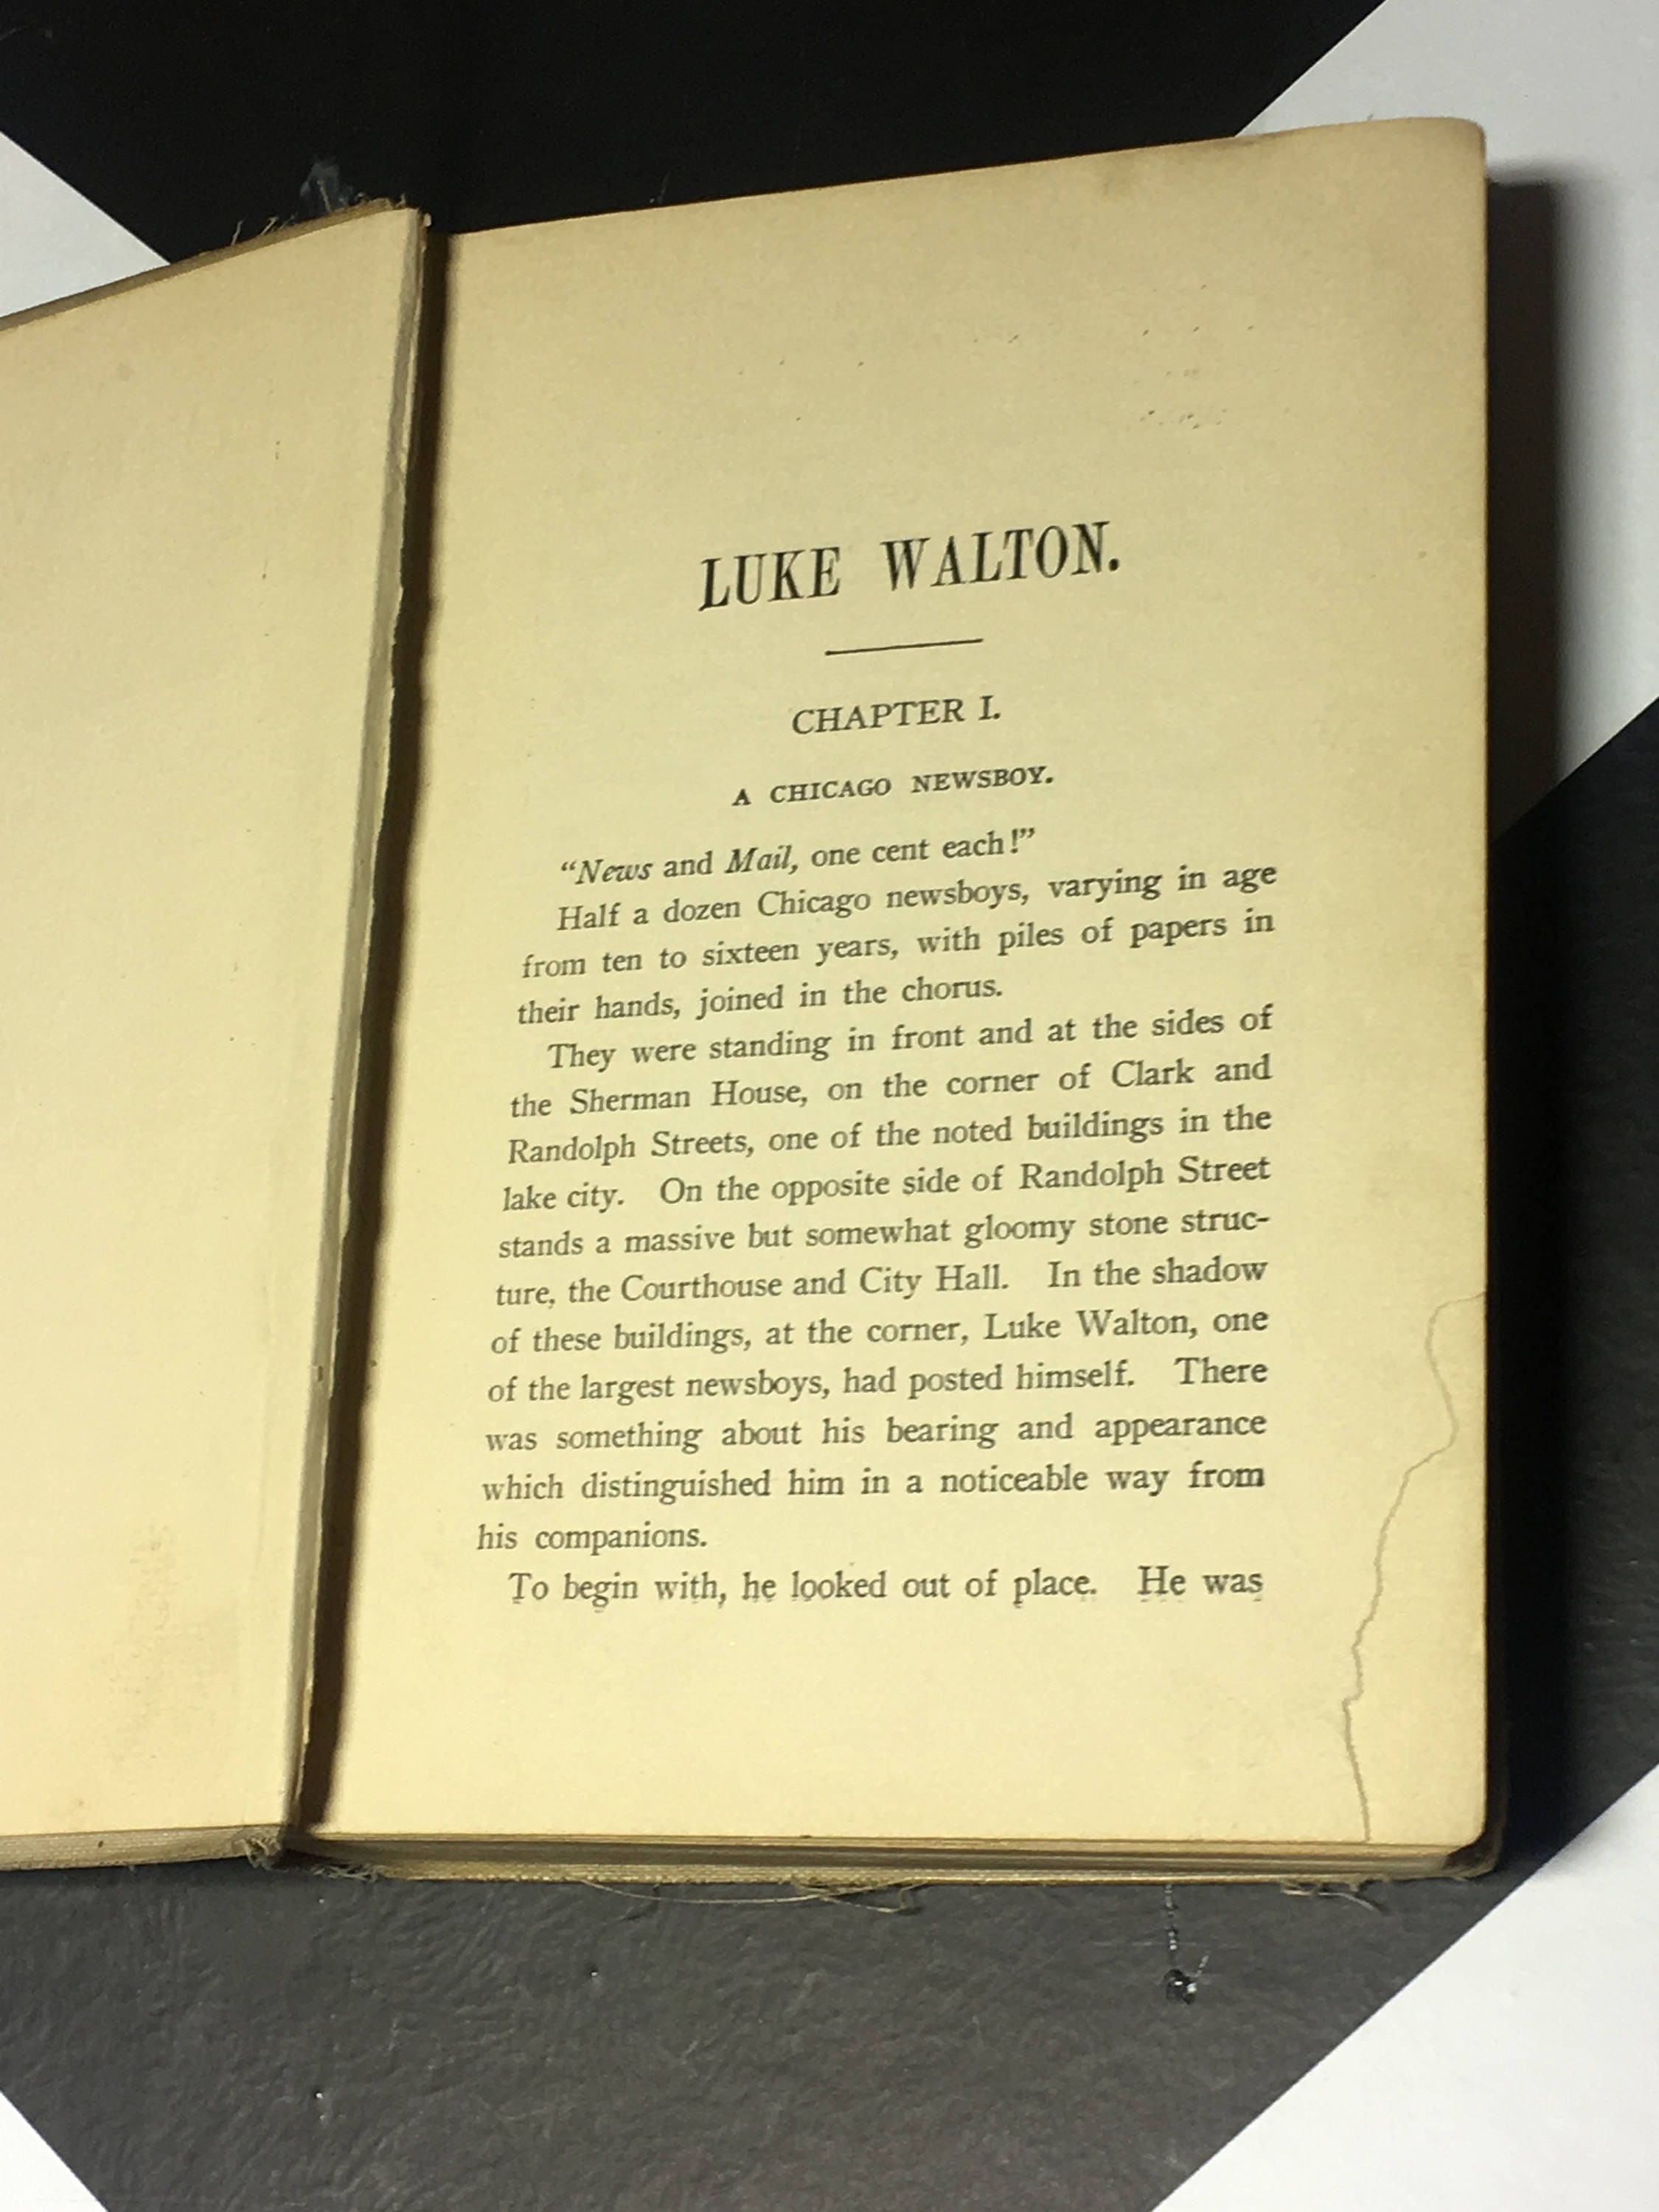 LUKE WALTON.
CHAPTER I.
A CHICAGO NEWSBOY.
“News and Mail, one cent each!”
Half a dozen Chicago newsboys, varying in age
from ten to sixteen years, with piles of papers in
their hands, joined in the chorus.
They were standing in front and at the sides of
the Sherman House, on the corner of Clark and
Randolph Streets, one of the noted buildings in the
lake city. On the opposite side of Randolph Street
stands a massive but somewhat gloomy stone struc-
ture, the Courthouse and City Hall. In the shadow
of these buildings, at the corner, Luke Walton, one
of the largest newsboys, had posted himself. There
was something about his bearing and appearance
which distinguished him in a noticeable way from
his companions.
To begin with, he looked out of place. He was